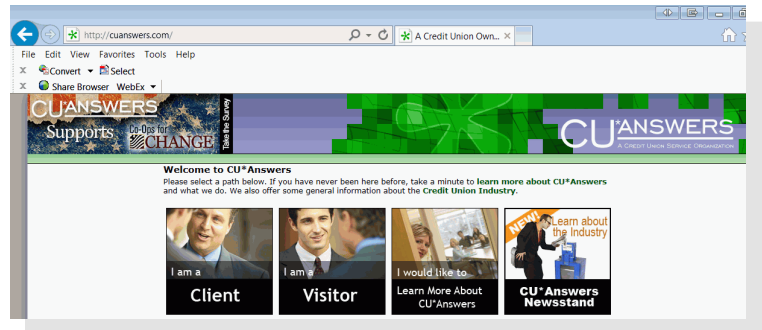 http://cuanswers.com/
A Credit Union Own...
File Edit View Favorites Tools Help
x Convert Select
x Share Browser WebEx
CU*ANSWERS
Supports Co-Ops for CHANGE
Take the Survey
CU*ANSWERS
A CREDIT UNION SERVICE ORGANIZATION
Welcome to CU*Answers
Please select a path below. If you have never been here before, take a minute to learn more about CU*Answers
and what we do. We also offer some general information about the Credit Union Industry.
I am a
Client
I am a
Visitor
I would like to
Learn More About
CU*Answers
NEW!
Learn about
the Industry
CU*Answers
Newsstand